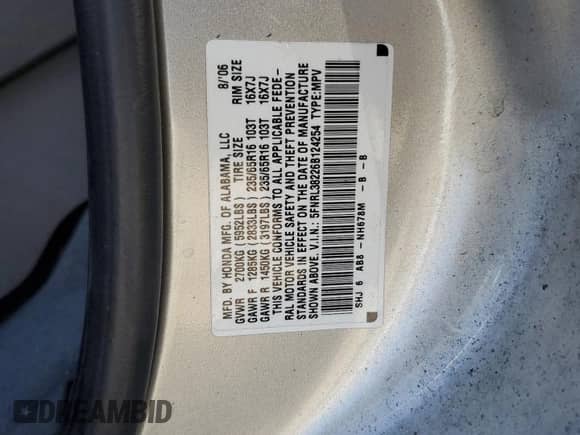 MFD. BY HONDA MFG. OF ALABAMA, LLC 8/'06
GVWR 2700KG (5952LBS) TIRE SIZE RIM SIZE
GAWR F 1285KG (2833LBS) 235/65R16 103T 16X7J
GAWR R 1450KG (3197LBS) 235/65R16 103T 16X7J
THIS VEHICLE CONFORMS TO ALL APPLICABLE FEDE-
RAL MOTOR VEHICLE SAFETY AND THEFT PREVENTION
STANDARDS IN EFFECT ON THE DATE OF MANUFACTURE
SHOWN ABOVE. V.I.N.: 5FNRL38226B124254 TYPE:MPV
SHJ 6 AB8 -NH678M -B -B
DREAMBID